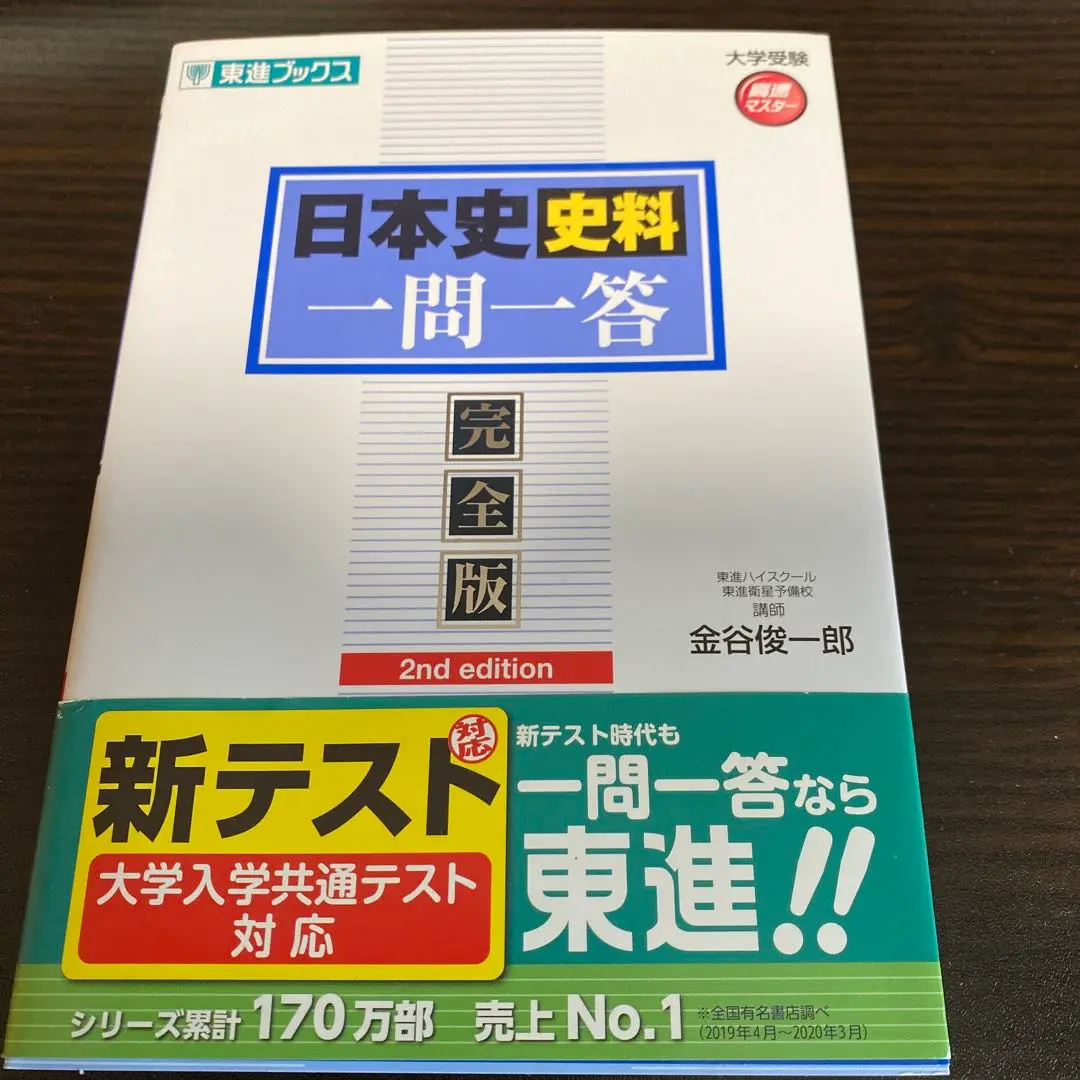 東進ブックス
大学受験
高速
マスター
日本史史料
一問一答
完
全
版
東進ハイスクール
東進衛星予備校
講師
金谷俊一郎
2nd edition
新テスト
対応
大学入学共通テスト
対応
新テスト時代も
一問一答なら
東進!!
シリーズ累計 170万部 売上No.1
※全国有名書店調べ
(2019年4月〜2020年3月)